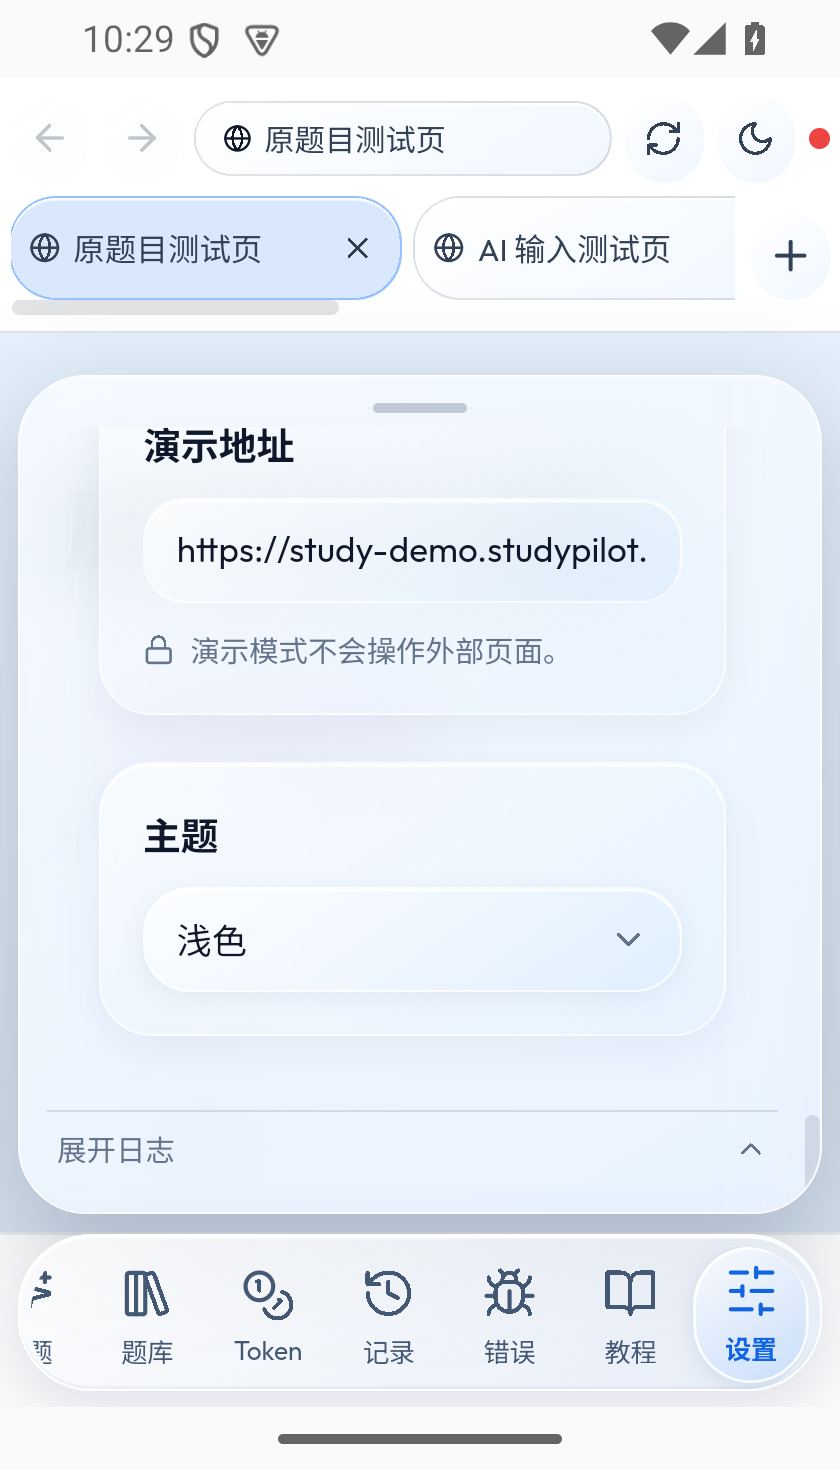 10:29
原题目测试页
原题目测试页
AI 输入测试页
演示地址
https://study-demo.studypilot.
演示模式不会操作外部页面。
主题
浅色
展开日志
题
题库
Token
记录
错误
教程
设置